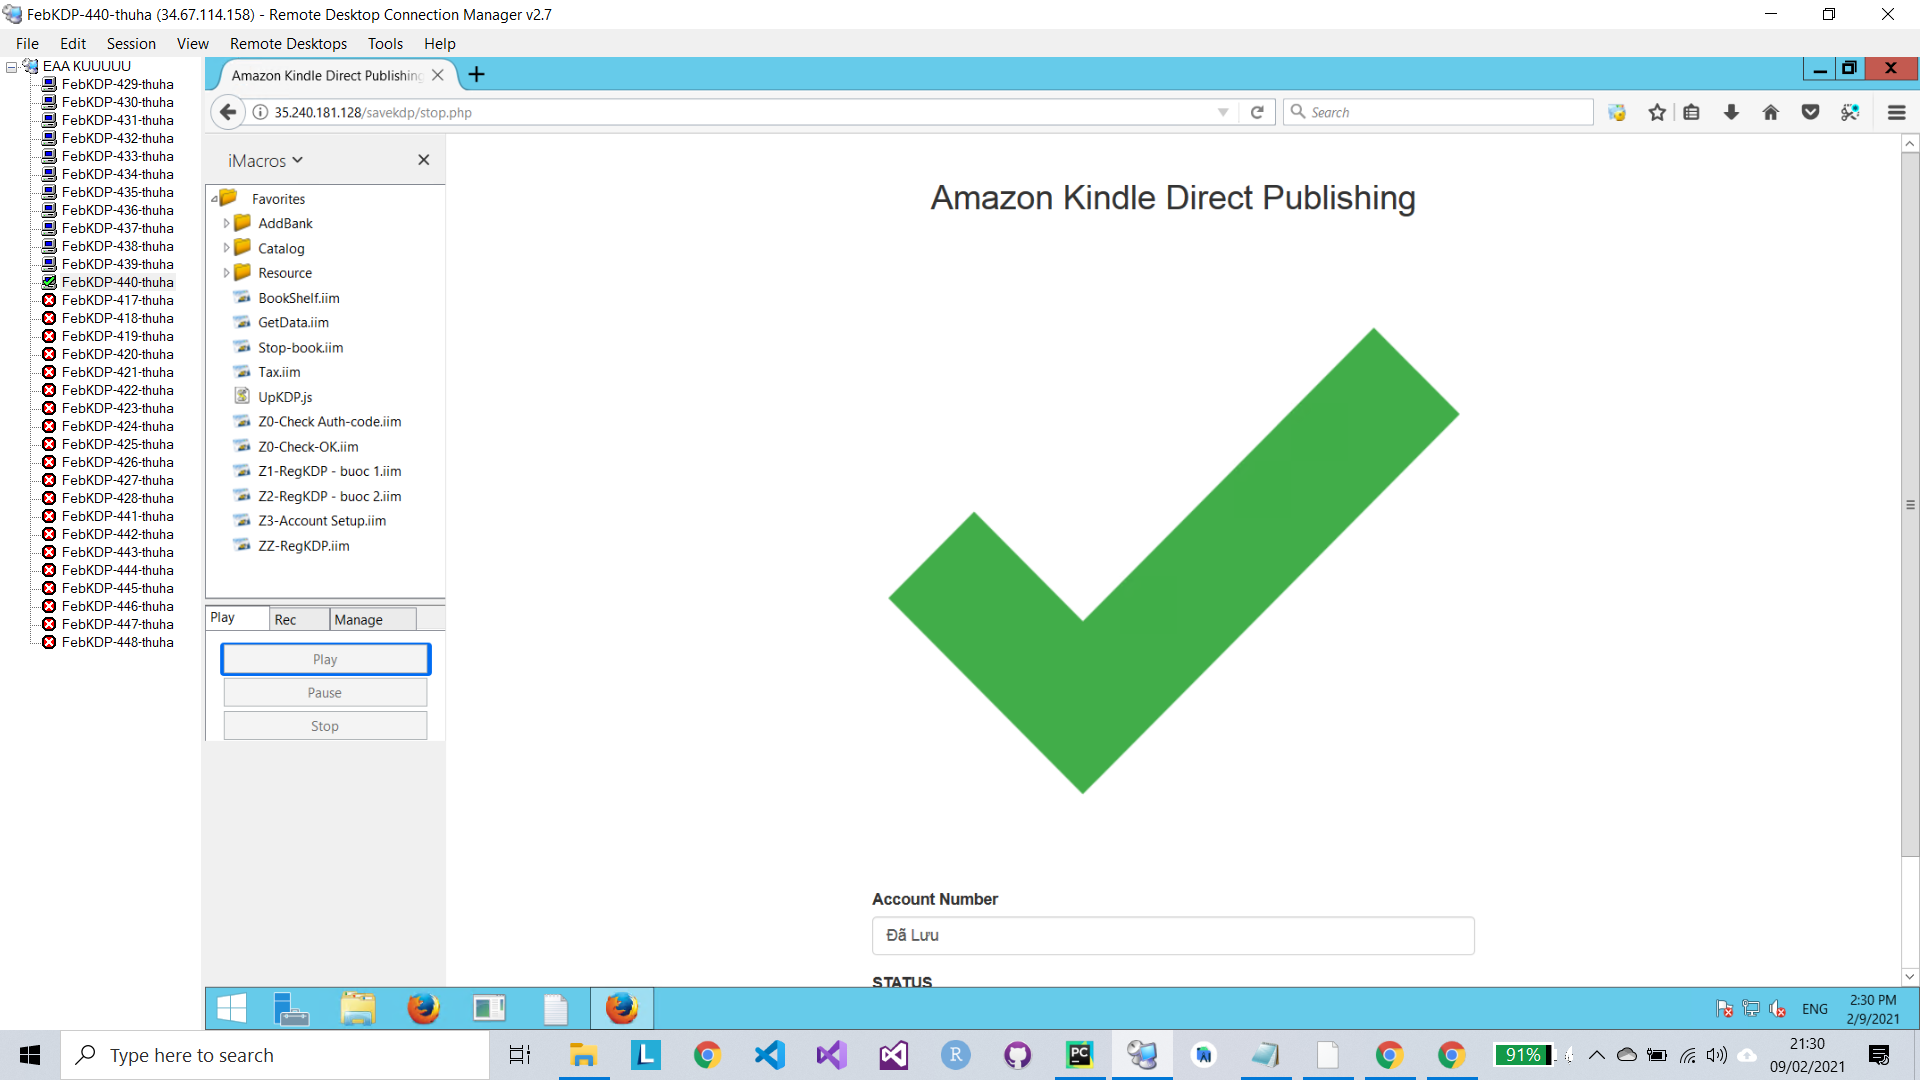 FebKDP-440-thuha (34.67.114.158) - Remote Desktop Connection Manager v2.7
File Edit Session View Remote Desktops Tools Help
EAA KUUUUU
FebKDP-429-thuha
FebKDP-430-thuha
FebKDP-431-thuha
FebKDP-432-thuha
FebKDP-433-thuha
FebKDP-434-thuha
FebKDP-435-thuha
FebKDP-436-thuha
FebKDP-437-thuha
FebKDP-438-thuha
FebKDP-439-thuha
FebKDP-440-thuha
FebKDP-417-thuha
FebKDP-418-thuha
FebKDP-419-thuha
FebKDP-420-thuha
FebKDP-421-thuha
FebKDP-422-thuha
FebKDP-423-thuha
FebKDP-424-thuha
FebKDP-425-thuha
FebKDP-426-thuha
FebKDP-427-thuha
FebKDP-428-thuha
FebKDP-441-thuha
FebKDP-442-thuha
FebKDP-443-thuha
FebKDP-444-thuha
FebKDP-445-thuha
FebKDP-446-thuha
FebKDP-447-thuha
FebKDP-448-thuha
Amazon Kindle Direct Publishing
35.240.181.128/savekdp/stop.php
Search
iMacros
Favorites
AddBank
Catalog
Resource
BookShelf.iim
GetData.iim
Stop-book.iim
Tax.iim
UpKDP.js
Z0-Check Auth-code.iim
Z0-Check-OK.iim
Z1-RegKDP - buoc 1.iim
Z2-RegKDP - buoc 2.iim
Z3-Account Setup.iim
ZZ-RegKDP.iim
Play Rec Manage
Play
Pause
Stop
Amazon Kindle Direct Publishing
Account Number
Đã Lưu
STATUS
ENG
2:30 PM
2/9/2021
Type here to search
L
R
PC
91%
21:30
09/02/2021